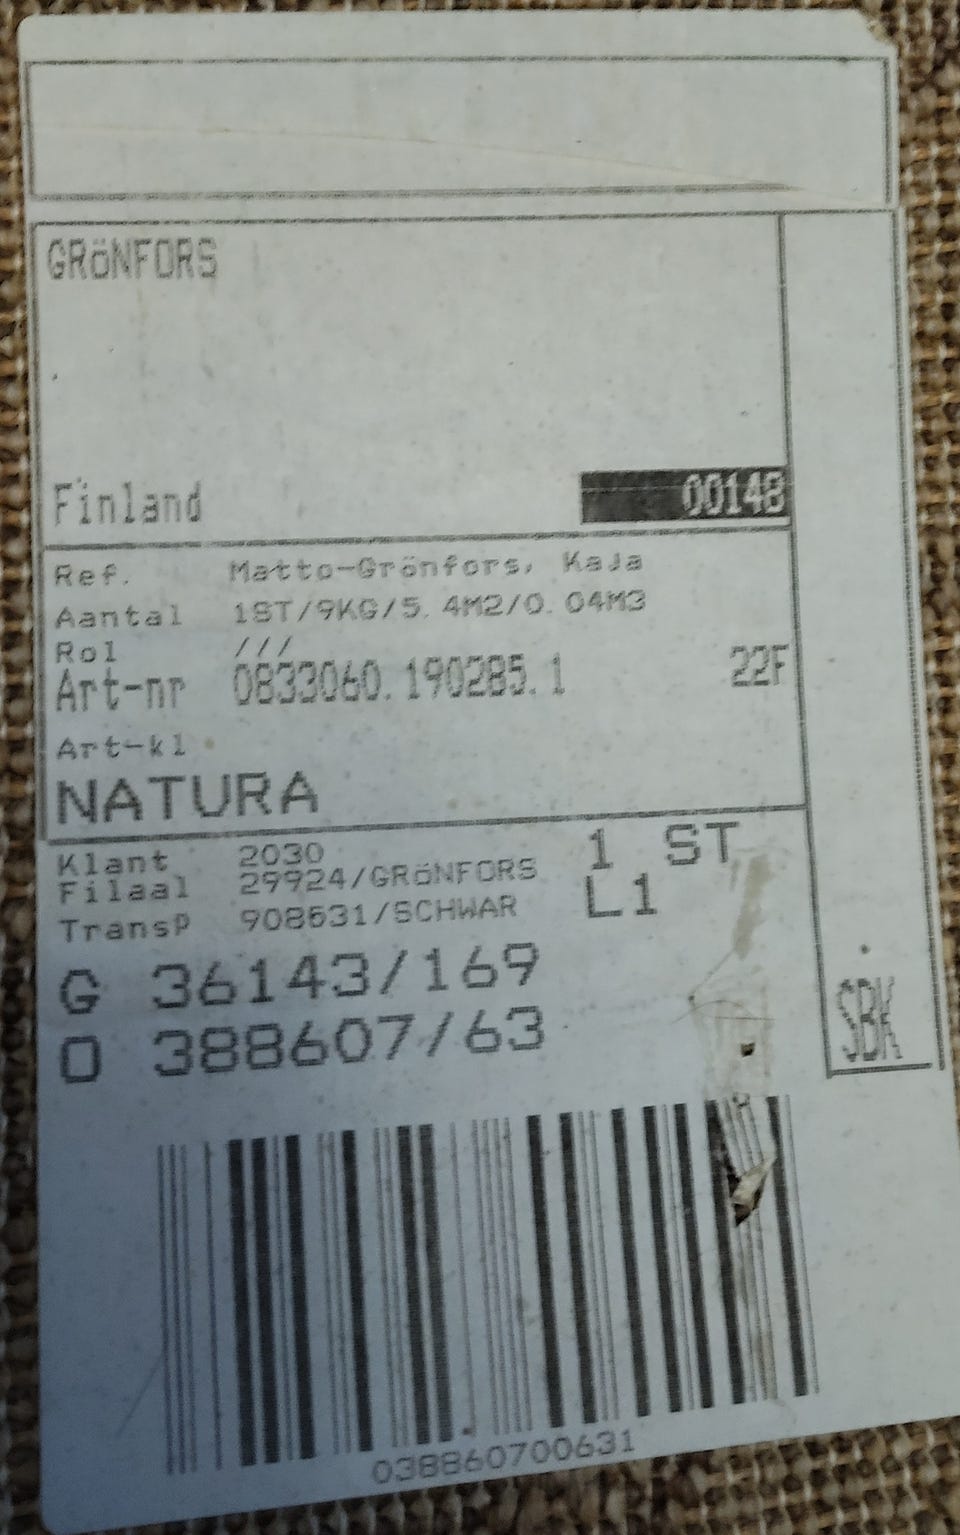 GRöNFORS
Finland 00148
Ref. Matto-Grönfors, Kaja
Aantal 1ST/9KG/5.4M2/0.04M3
Rol ///
Art-nr 0833060.190285.1 22F
Art-kl
NATURA
Klant 2030 1 ST
Filaal 29924/GRöNFORS L1
Transp 908531/SCHWAR
G 36143/169
O 388607/63
SBK
038860700631